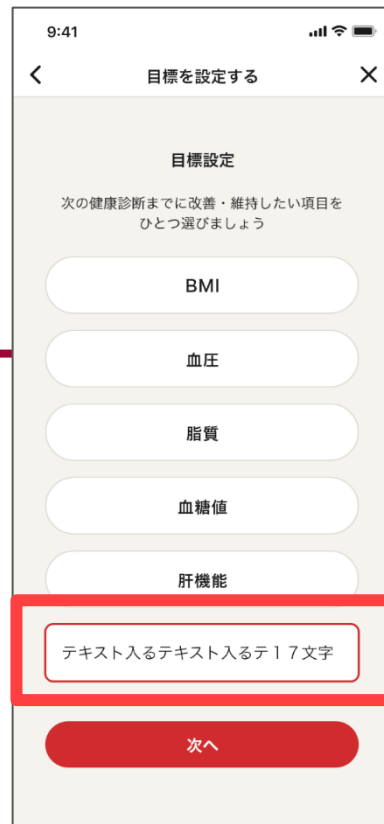 9:41
目標を設定する
目標設定
次の健康診断までに改善・維持したい項目を
ひとつ選びましょう
BMI
血圧
脂質
血糖値
肝機能
テキスト入るテキスト入るテ１７文字
次へ